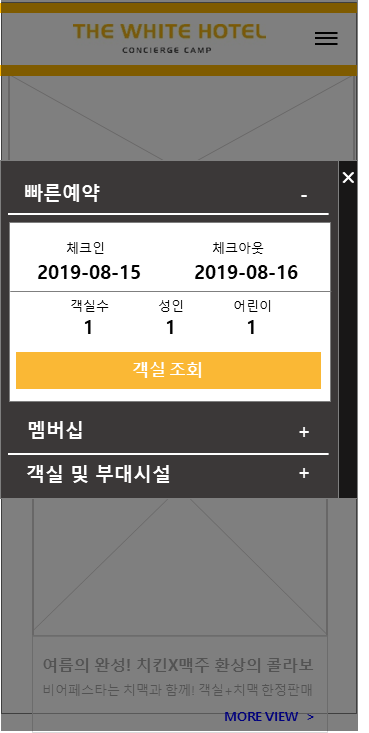 THE WHITE HOTEL
CONCIERGE CAMP
빠른예약 -
체크인 체크아웃
2019-08-15 2019-08-16
객실수 성인 어린이
1 1 1
객실 조회
멤버십 +
객실 및 부대시설 +
여름의 완성! 치킨X맥주 환상의 콜라보
비어페스타는 치맥과 함께! 객실+치맥 한정판매
MORE VIEW >